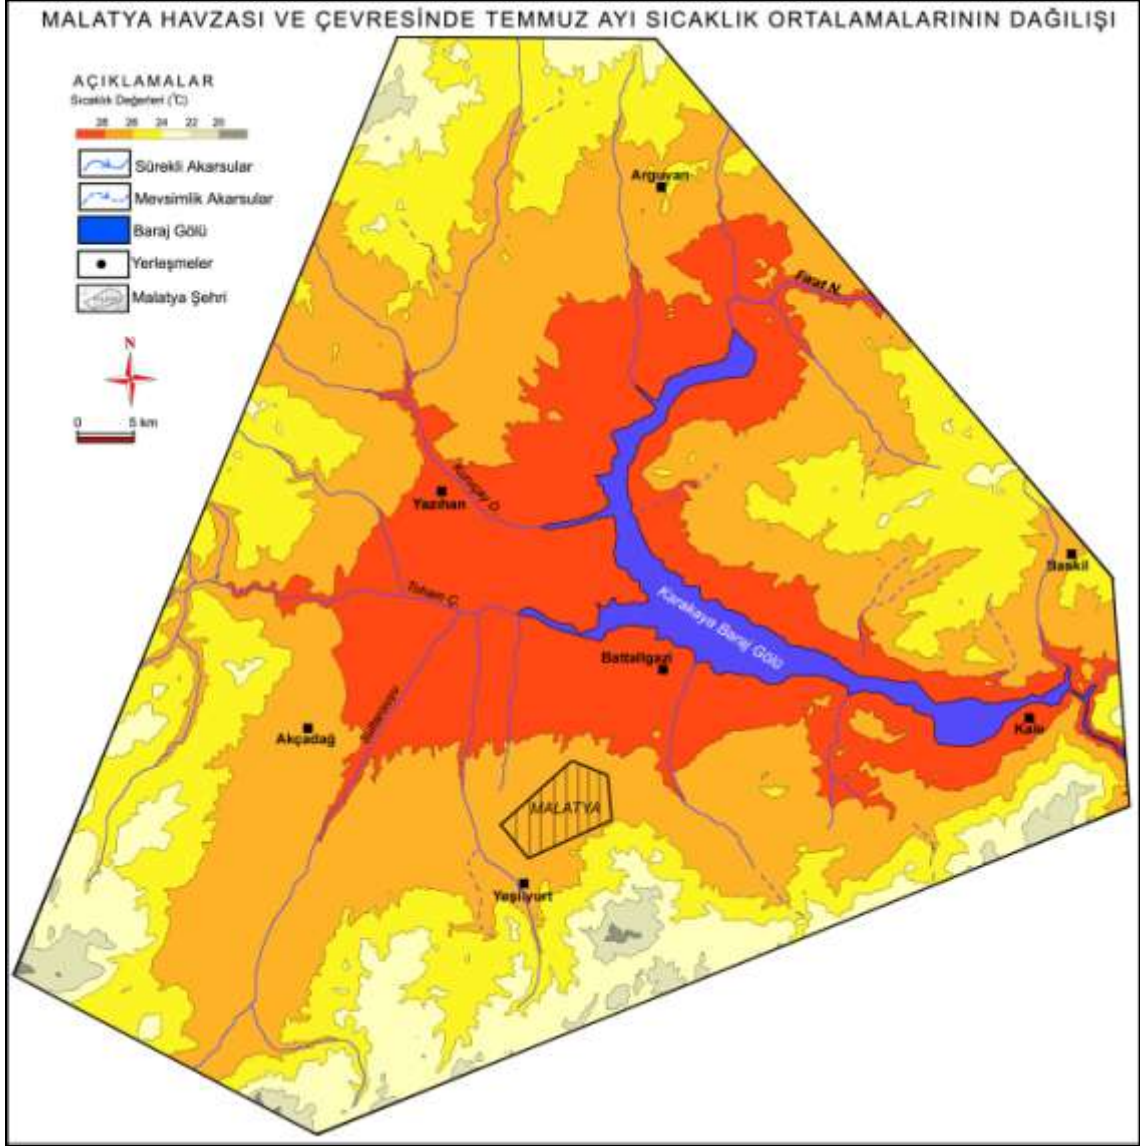 MALATYA HAVZASI VE ÇEVRESİNDE TEMMUZ AYI SICAKLIK ORTALAMALARININ DAĞILIŞI
AÇIKLAMALAR
Sıcaklık Değerleri (°C)
28 26 24 22 20
Sürekli Akarsular
Mevsimlik Akarsular
Baraj Gölü
Yerleşmeler
Malatya Şehri
N
0 5 km
Arguvan
Fırat N.
Kuruçay Ç.
Yazıhan
Baskil
Tohma Ç.
Karakaya Baraj Gölü
Battalgazi
Sultansuyu
Akçadağ
Kale
MALATYA
Yeşilyurt